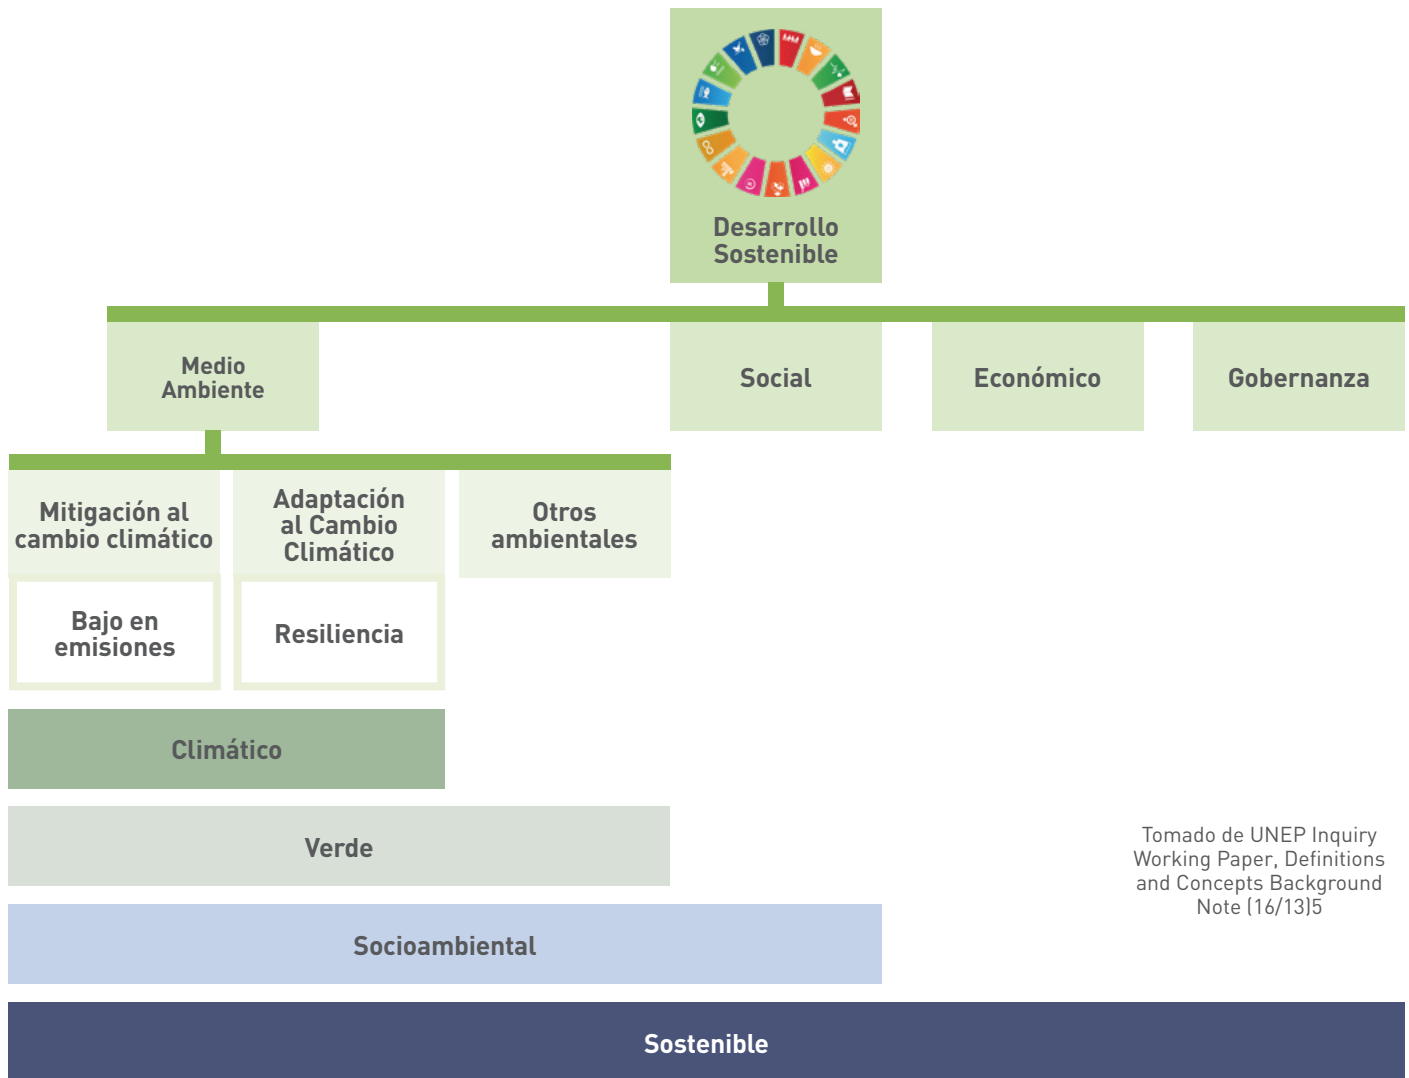 Desarrollo
Sostenible
Medio
Ambiente
Social
Económico
Gobernanza
Mitigación al
cambio climático
Adaptación
al Cambio
Climático
Otros
ambientales
Bajo en
emisiones
Resiliencia
Climático
Verde
Tomado de UNEP Inquiry
Working Paper, Definitions
and Concepts Background
Note (16/13)5
Socioambiental
Sostenible